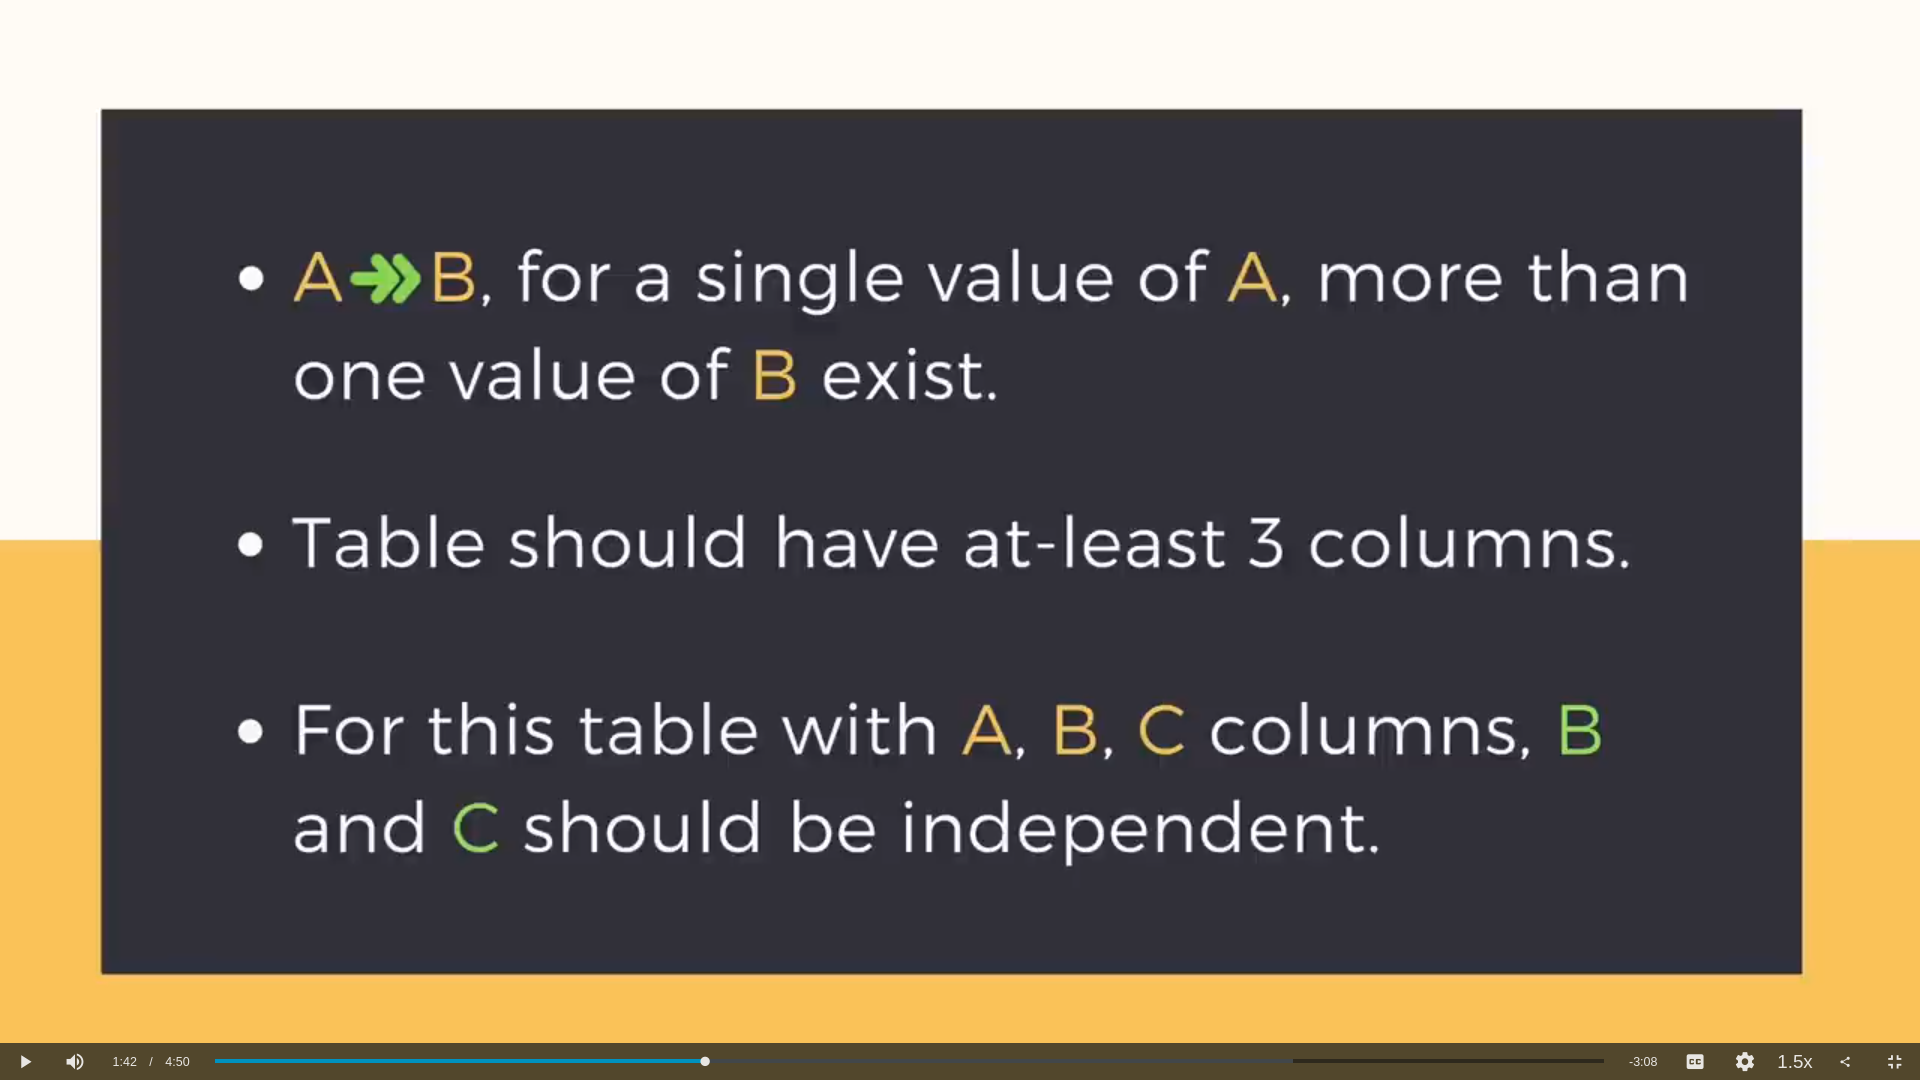 • A↠B, for a single value of A, more than
one value of B exist.
• Table should have at-least 3 columns.
• For this table with A, B, C columns, B
and C should be independent.
1:42 / 4:50 -3:08 CC 1.5x